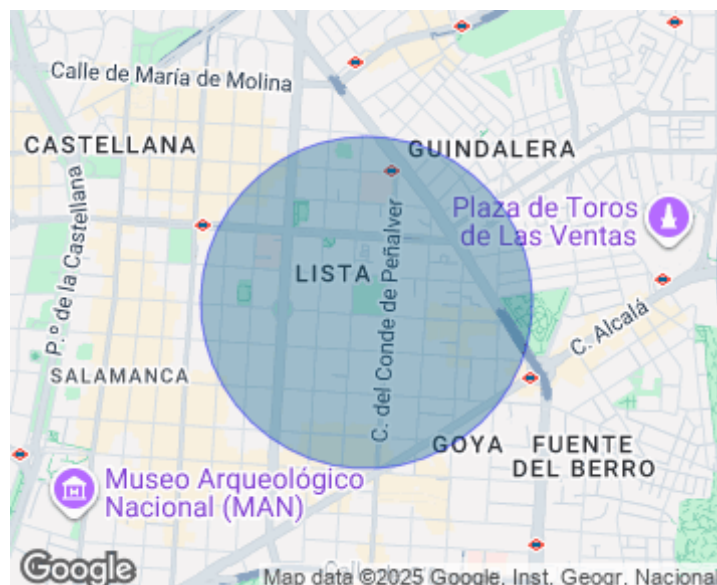 Calle de María de Molina
CASTELLANA
GUINDALERA
Plaza de Toros
de Las Ventas
P.º de la Castellana
C. del Conde de Peñalver
LISTA
C. Alcalá
SALAMANCA
GOYA
FUENTE
DEL BERRO
Museo Arqueológico
Nacional (MAN)
Google
Map data ©2025 Google, Inst. Geogr. Nacional